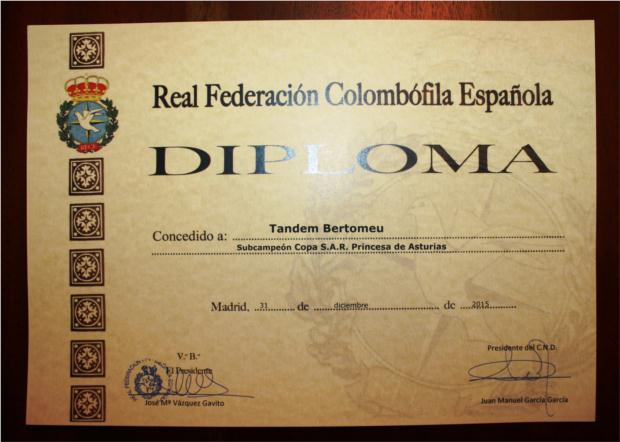 Real Federación Colombófila Española
R.F.C.E.
DIPLOMA
Concedido a: Tandem Bertomeu
Subcampeón Copa S.A.R. Princesa de Asturias
Madrid, 31 de diciembre de 2015
V.º B.º
El Presidente
José Mª Vázquez Gavito
Presidente del C.N.D.
Juan Manuel García García